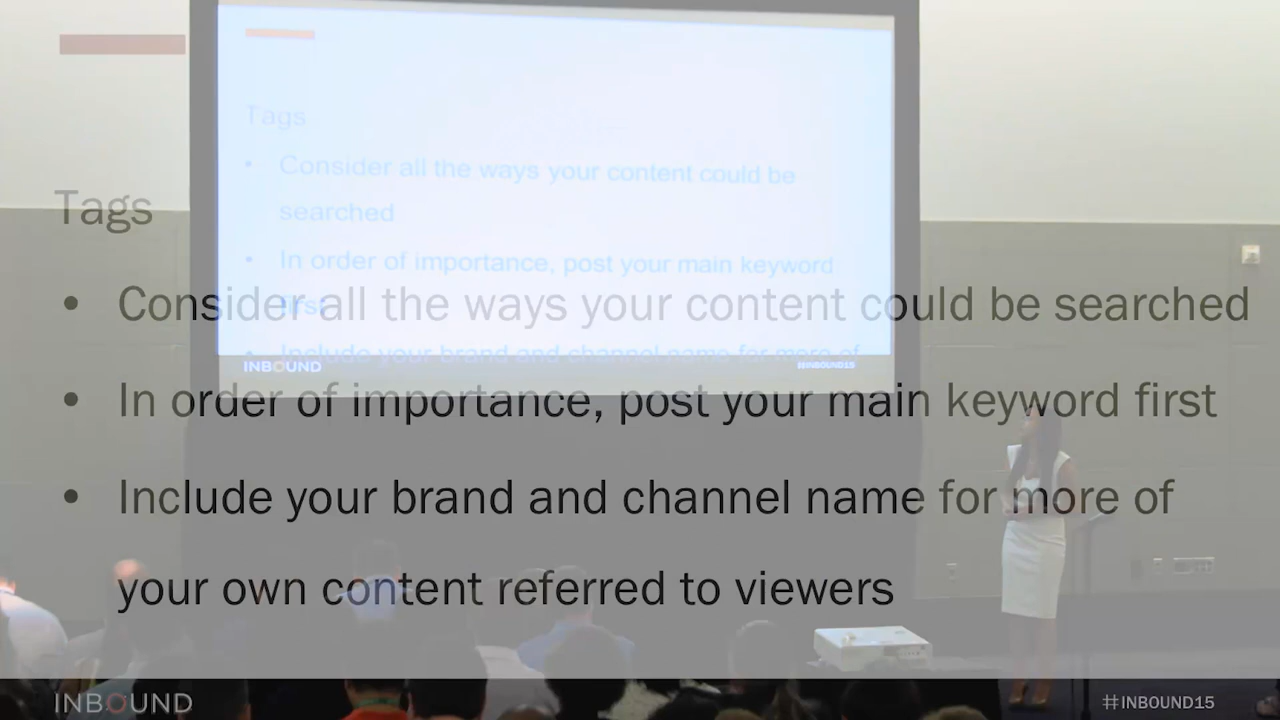 Tags
• Consider all the ways your content could be
searched
• In order of importance, post your main keyword
first
• Include your brand and channel name for more of
INBOUND
#INBOUND15
Tags
• Consider all the ways your content could be searched
• In order of importance, post your main keyword first
• Include your brand and channel name for more of
your own content referred to viewers
INBOUND
#INBOUND15